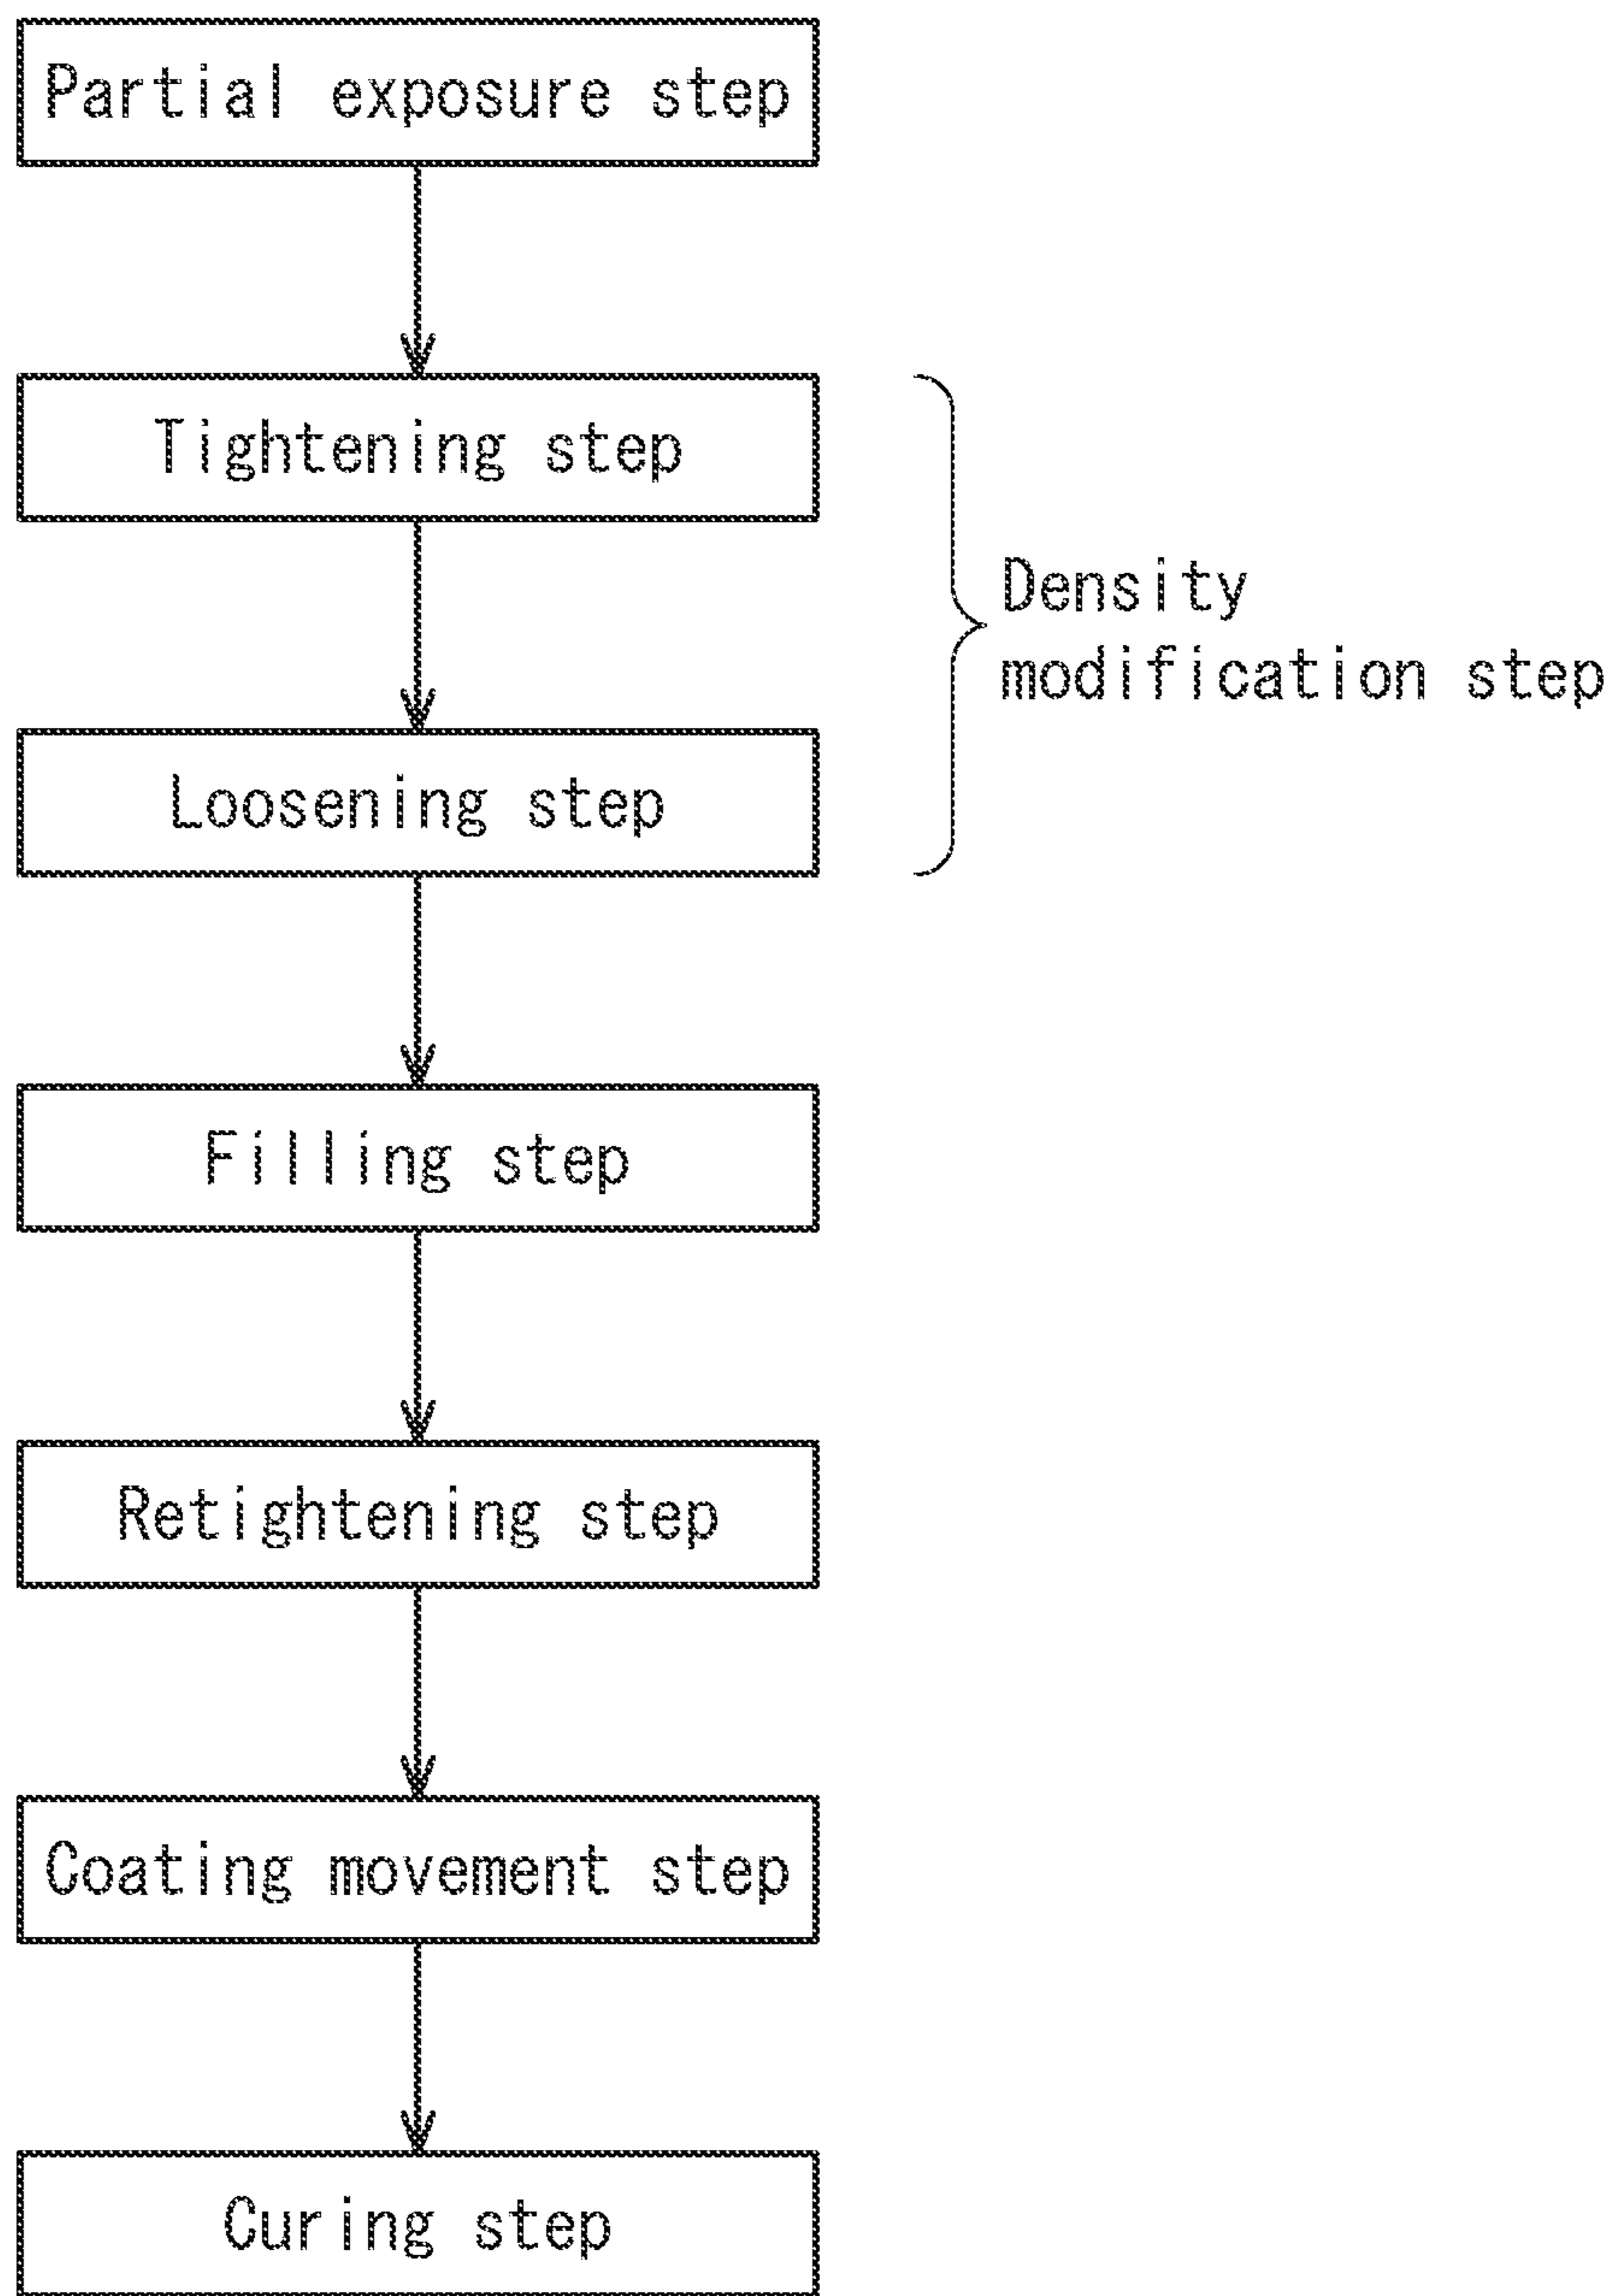 Partial exposure step
Tightening step
Density
modification step
Loosening step
Filling step
Retightening step
Coating movement step
Curing step